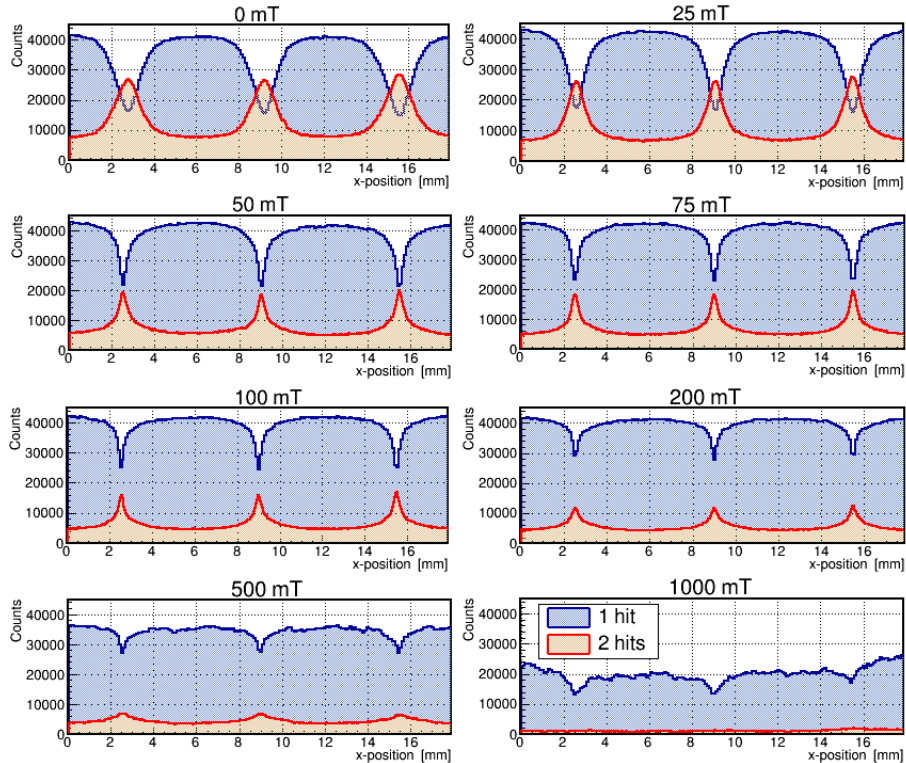 0 mT
Counts
40000
30000
20000
10000
0
0 2 4 6 8 10 12 14 16
x-position [mm]
25 mT
Counts
40000
30000
20000
10000
0
0 2 4 6 8 10 12 14 16
x-position [mm]
50 mT
Counts
40000
30000
20000
10000
0
0 2 4 6 8 10 12 14 16
x-position [mm]
75 mT
Counts
40000
30000
20000
10000
0
0 2 4 6 8 10 12 14 16
x-position [mm]
100 mT
Counts
40000
30000
20000
10000
0
0 2 4 6 8 10 12 14 16
x-position [mm]
200 mT
Counts
40000
30000
20000
10000
0
0 2 4 6 8 10 12 14 16
x-position [mm]
500 mT
Counts
40000
30000
20000
10000
0
0 2 4 6 8 10 12 14 16
x-position [mm]
1000 mT
Counts
40000
30000
20000
10000
0
1 hit
2 hits
0 2 4 6 8 10 12 14 16
x-position [mm]